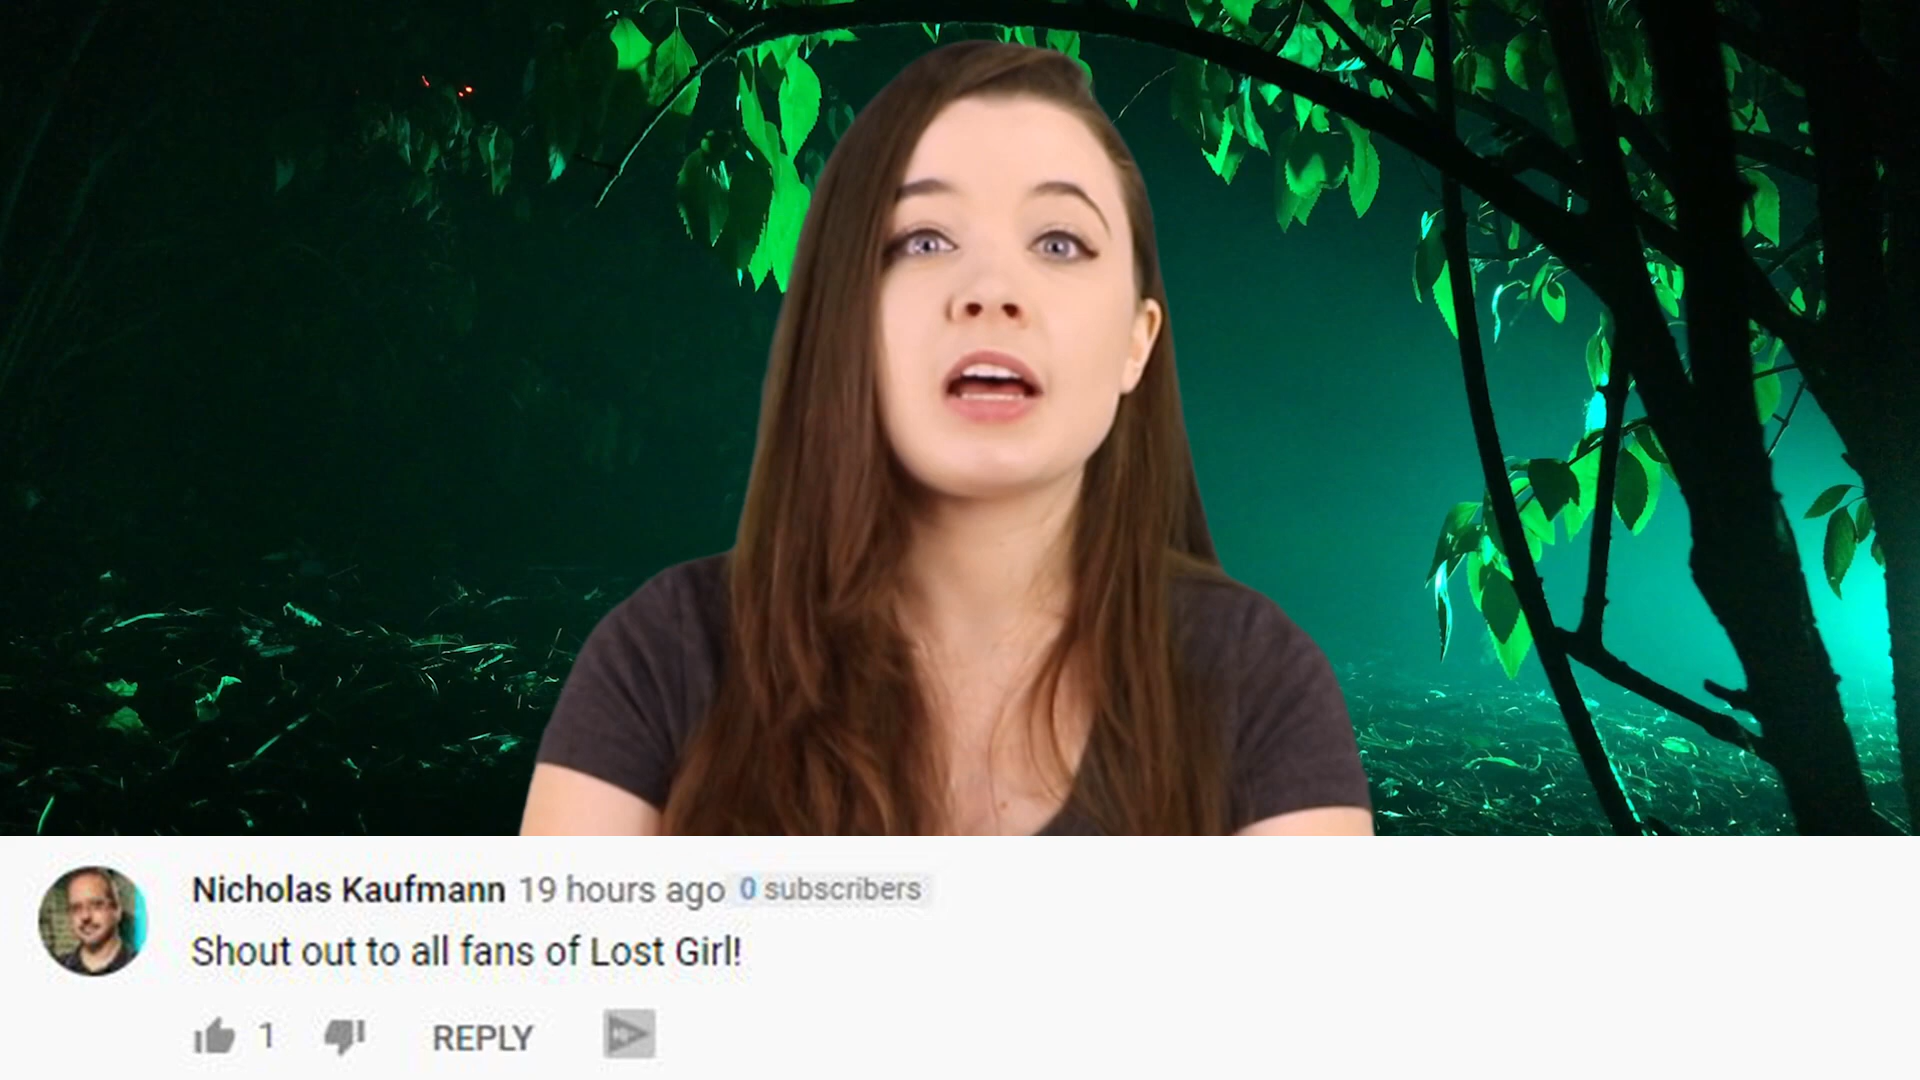 Nicholas Kaufmann 19 hours ago 0 subscribers
Shout out to all fans of Lost Girl!
1 REPLY